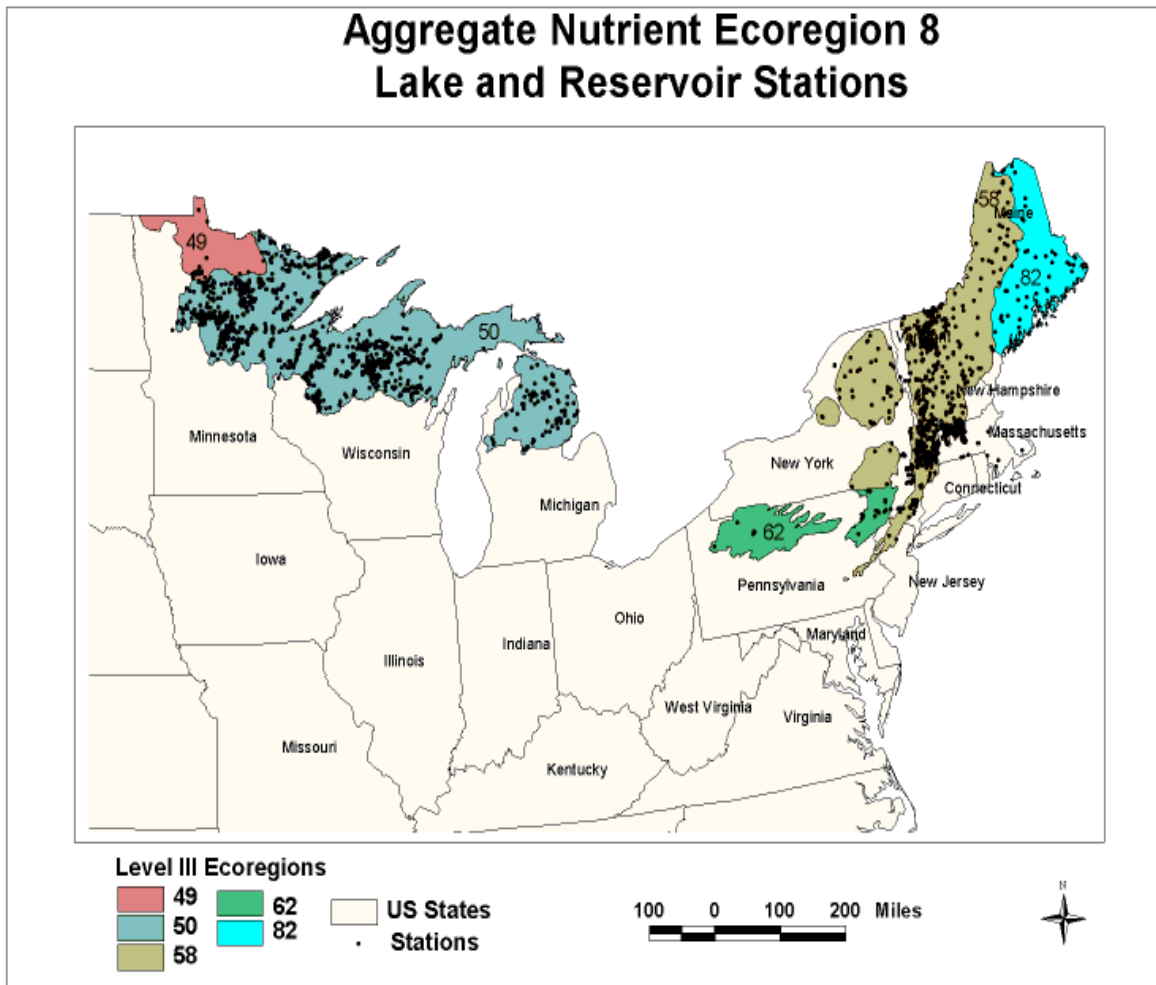 Aggregate Nutrient Ecoregion 8
Lake and Reservoir Stations
58
Maine
49
82
50
New Hampshire
Minnesota
Massachusetts
Wisconsin
New York
Michigan
Connecticut
62
Iowa
Pennsylvania
New Jersey
Ohio
Indiana
Maryland
Illinois
West Virginia
Virginia
Missouri
Kentucky
Level III Ecoregions
49
50
58
62
82
US States
Stations
100 0 100 200 Miles
N